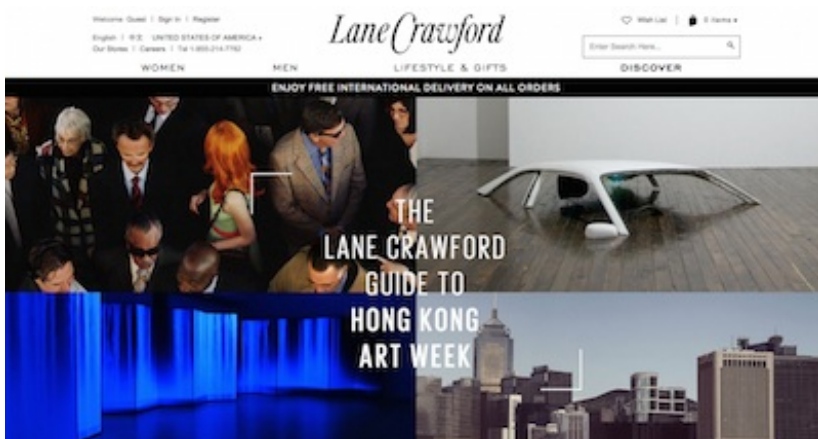 Welcome Guest | Sign In | Register
English | 中文 | UNITED STATES OF AMERICA
Our Stores | Careers | Tel 1-855-214-7762
Lane Crawford
Wish List | 0 items
Enter Search Here...
WOMEN MEN LIFESTYLE & GIFTS DISCOVER
ENJOY FREE INTERNATIONAL DELIVERY ON ALL ORDERS
THE
LANE CRAWFORD
GUIDE TO
HONG KONG
ART WEEK